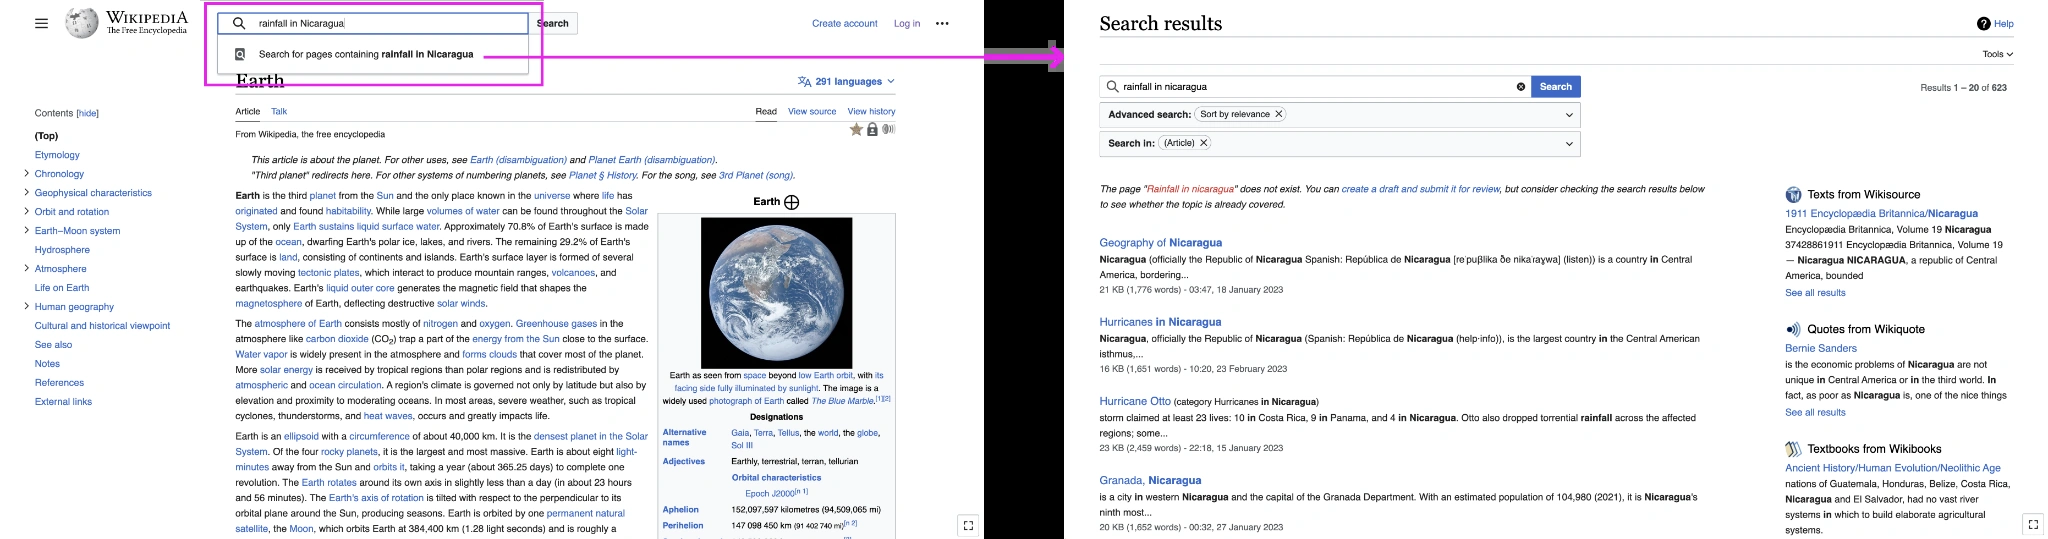 WIKIPEDIA
The Free Encyclopedia
rainfall in Nicaragua
Search
Search for pages containing rainfall in Nicaragua
Create account
Log in
Earth
291 languages
Article
Talk
Read
View source
View history
From Wikipedia, the free encyclopedia
Contents [hide]
(Top)
Etymology
Chronology
Geophysical characteristics
Orbit and rotation
Earth–Moon system
Hydrosphere
Atmosphere
Life on Earth
Human geography
Cultural and historical viewpoint
See also
Notes
References
External links
This article is about the planet. For other uses, see Earth (disambiguation) and Planet Earth (disambiguation).
"Third planet" redirects here. For other systems of numbering planets, see Planet § History. For the song, see 3rd Planet (song).
Earth is the third planet from the Sun and the only place known in the universe where life has
originated and found habitability. While large volumes of water can be found throughout the Solar
System, only Earth sustains liquid surface water. Approximately 70.8% of Earth's surface is made
up of the ocean, dwarfing Earth's polar ice, lakes, and rivers. The remaining 29.2% of Earth's
surface is land, consisting of continents and islands. Earth's surface layer is formed of several
slowly moving tectonic plates, which interact to produce mountain ranges, volcanoes, and
earthquakes. Earth's liquid outer core generates the magnetic field that shapes the
magnetosphere of Earth, deflecting destructive solar winds.
The atmosphere of Earth consists mostly of nitrogen and oxygen. Greenhouse gases in the
atmosphere like carbon dioxide (CO2) trap a part of the energy from the Sun close to the surface.
Water vapor is widely present in the atmosphere and forms clouds that cover most of the planet.
More solar energy is received by tropical regions than polar regions and is redistributed by
atmospheric and ocean circulation. A region's climate is governed not only by latitude but also by
elevation and proximity to moderating oceans. In most areas, severe weather, such as tropical
cyclones, thunderstorms, and heat waves, occurs and greatly impacts life.
Earth is an ellipsoid with a circumference of about 40,000 km. It is the densest planet in the Solar
System. Of the four rocky planets, it is the largest and most massive. Earth is about eight light-
minutes away from the Sun and orbits it, taking a year (about 365.25 days) to complete one
revolution. The Earth rotates around its own axis in slightly less than a day (in about 23 hours
and 56 minutes). The Earth's axis of rotation is tilted with respect to the perpendicular to its
orbital plane around the Sun, producing seasons. Earth is orbited by one permanent natural
satellite, the Moon, which orbits Earth at 384,400 km (1.28 light seconds) and is roughly a
Earth
Earth as seen from space beyond low Earth orbit, with its
facing side fully illuminated by sunlight. The image is a
widely used photograph of Earth called The Blue Marble.[1][2]
Designations
Alternative names
Gaia, Terra, Tellus, the world, the globe,
Sol III
Adjectives
Earthly, terrestrial, terran, tellurian
Orbital characteristics
Epoch J2000[n 1]
Aphelion
152,097,597 kilometres (94,509,065 mi)
Perihelion
147 098 450 km (91 402 740 mi)[n 2]
Search results
Help
Tools
rainfall in nicaragua
Search
Results 1 – 20 of 623
Advanced search: Sort by relevance
Search in: (Article)
The page "Rainfall in nicaragua" does not exist. You can create a draft and submit it for review, but consider checking the search results below
to see whether the topic is already covered.
Geography of Nicaragua
Nicaragua (officially the Republic of Nicaragua Spanish: República de Nicaragua [reˈpuβlika ðe nikaˈraɣwa] (listen)) is a country in Central
America, bordering...
21 KB (1,776 words) - 03:47, 18 January 2023
Hurricanes in Nicaragua
Nicaragua, officially the Republic of Nicaragua (Spanish: República de Nicaragua (help·info)), is the largest country in the Central American
isthmus,...
16 KB (1,651 words) - 10:20, 23 February 2023
Hurricane Otto (category Hurricanes in Nicaragua)
storm claimed at least 23 lives: 10 in Costa Rica, 9 in Panama, and 4 in Nicaragua. Otto also dropped torrential rainfall across the affected
regions; some...
23 KB (2,459 words) - 22:18, 15 January 2023
Granada, Nicaragua
is a city in western Nicaragua and the capital of the Granada Department. With an estimated population of 104,980 (2021), it is Nicaragua's
ninth most...
20 KB (1,652 words) - 00:32, 27 January 2023
Texts from Wikisource
1911 Encyclopædia Britannica/Nicaragua
Encyclopædia Britannica, Volume 19 Nicaragua
37428861911 Encyclopædia Britannica, Volume 19
— Nicaragua NICARAGUA, a republic of Central
America, bounded
See all results
Quotes from Wikiquote
Bernie Sanders
is the economic problems of Nicaragua are not
unique in Central America or in the third world. In
fact, as poor as Nicaragua is, one of the nice things
See all results
Textbooks from Wikibooks
Ancient History/Human Evolution/Neolithic Age
nations of Guatemala, Honduras, Belize, Costa Rica,
Nicaragua and El Salvador, had no vast river
systems in which to build elaborate agricultural
systems.